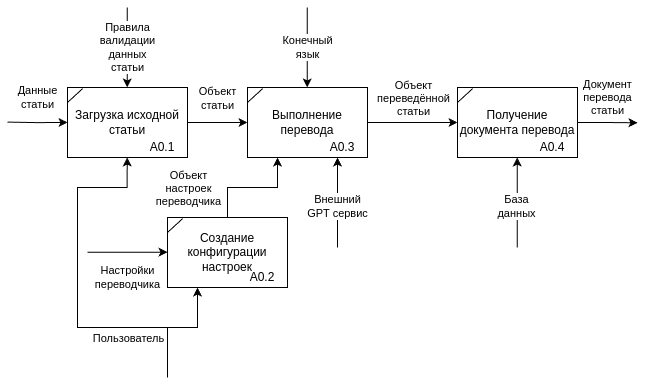 Правила
валидации
данных
статьи
Конечный
язык
Данные
статьи
Загрузка исходной
статьи
A0.1
Объект
статьи
Выполнение
перевода
A0.3
Объект
переведённой
статьи
Получение
документа перевода
A0.4
Документ
перевода
статьи
Объект
настроек
переводчика
Внешний
GPT сервис
База
данных
Создание
конфигурации
настроек
A0.2
Настройки
переводчика
Пользователь